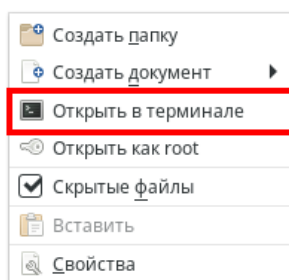 Создать папку
Создать документ
Открыть в терминале
Открыть как root
Скрытые файлы
Вставить
Свойства